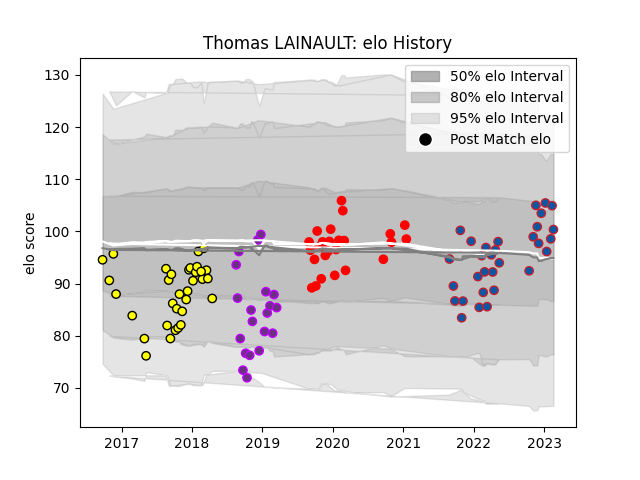 Thomas LAINAULT: elo History
50% elo Interval
80% elo Interval
95% elo Interval
Post Match elo
elo score
130
120
110
100
90
80
70
2017 2018 2019 2020 2021 2022 2023